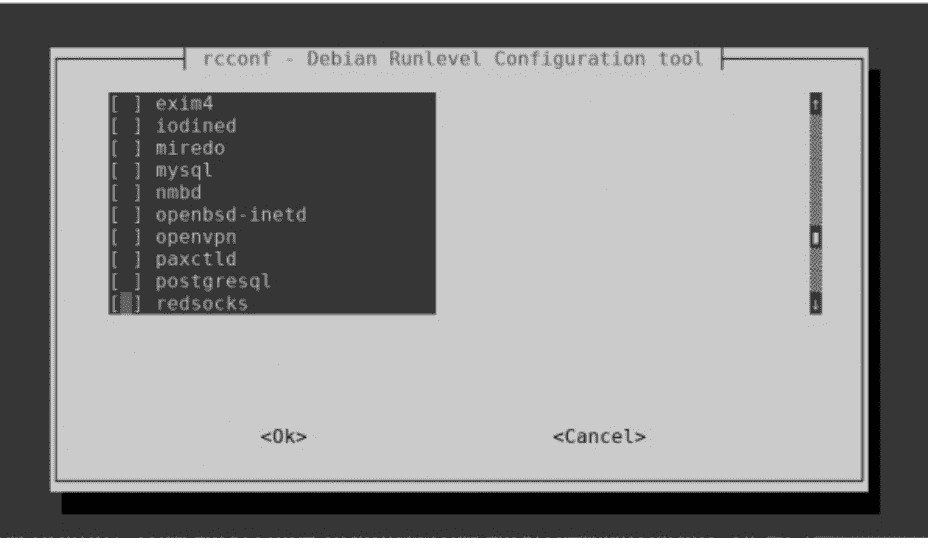 rcconf - Debian Runlevel Configuration tool
[ ] exim4
[ ] iodined
[ ] miredo
[ ] mysql
[ ] nmbd
[ ] openbsd-inetd
[ ] openvpn
[ ] paxctld
[ ] postgresql
[ ] redsocks
<Ok> <Cancel>